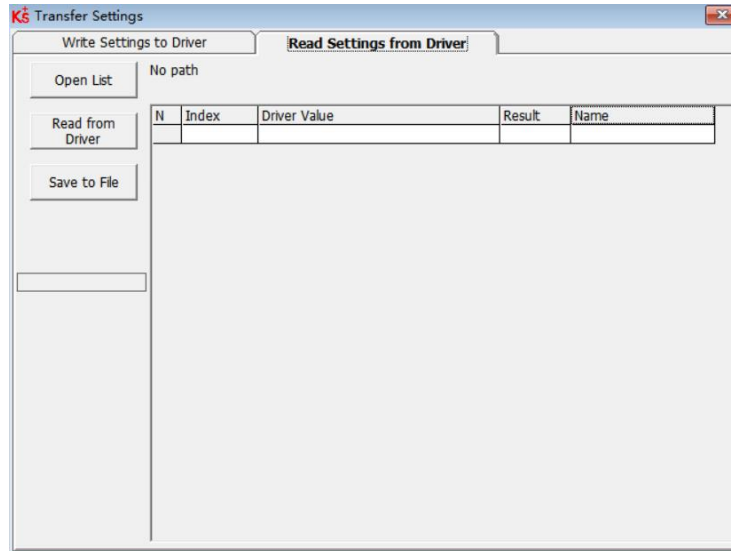 KS Transfer Settings
Write Settings to Driver
Read Settings from Driver
Open List
No path
Read from
Driver
Save to File
N Index Driver Value Result Name